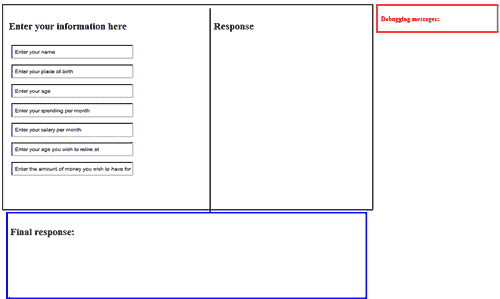 Enter your information here
Response
Debugging messages:
Enter your name
Enter your place of birth
Enter your age
Enter your spending per month
Enter your salary per month
Enter your age you wish to retire at
Enter the amount of money you wish to have for
Final response: